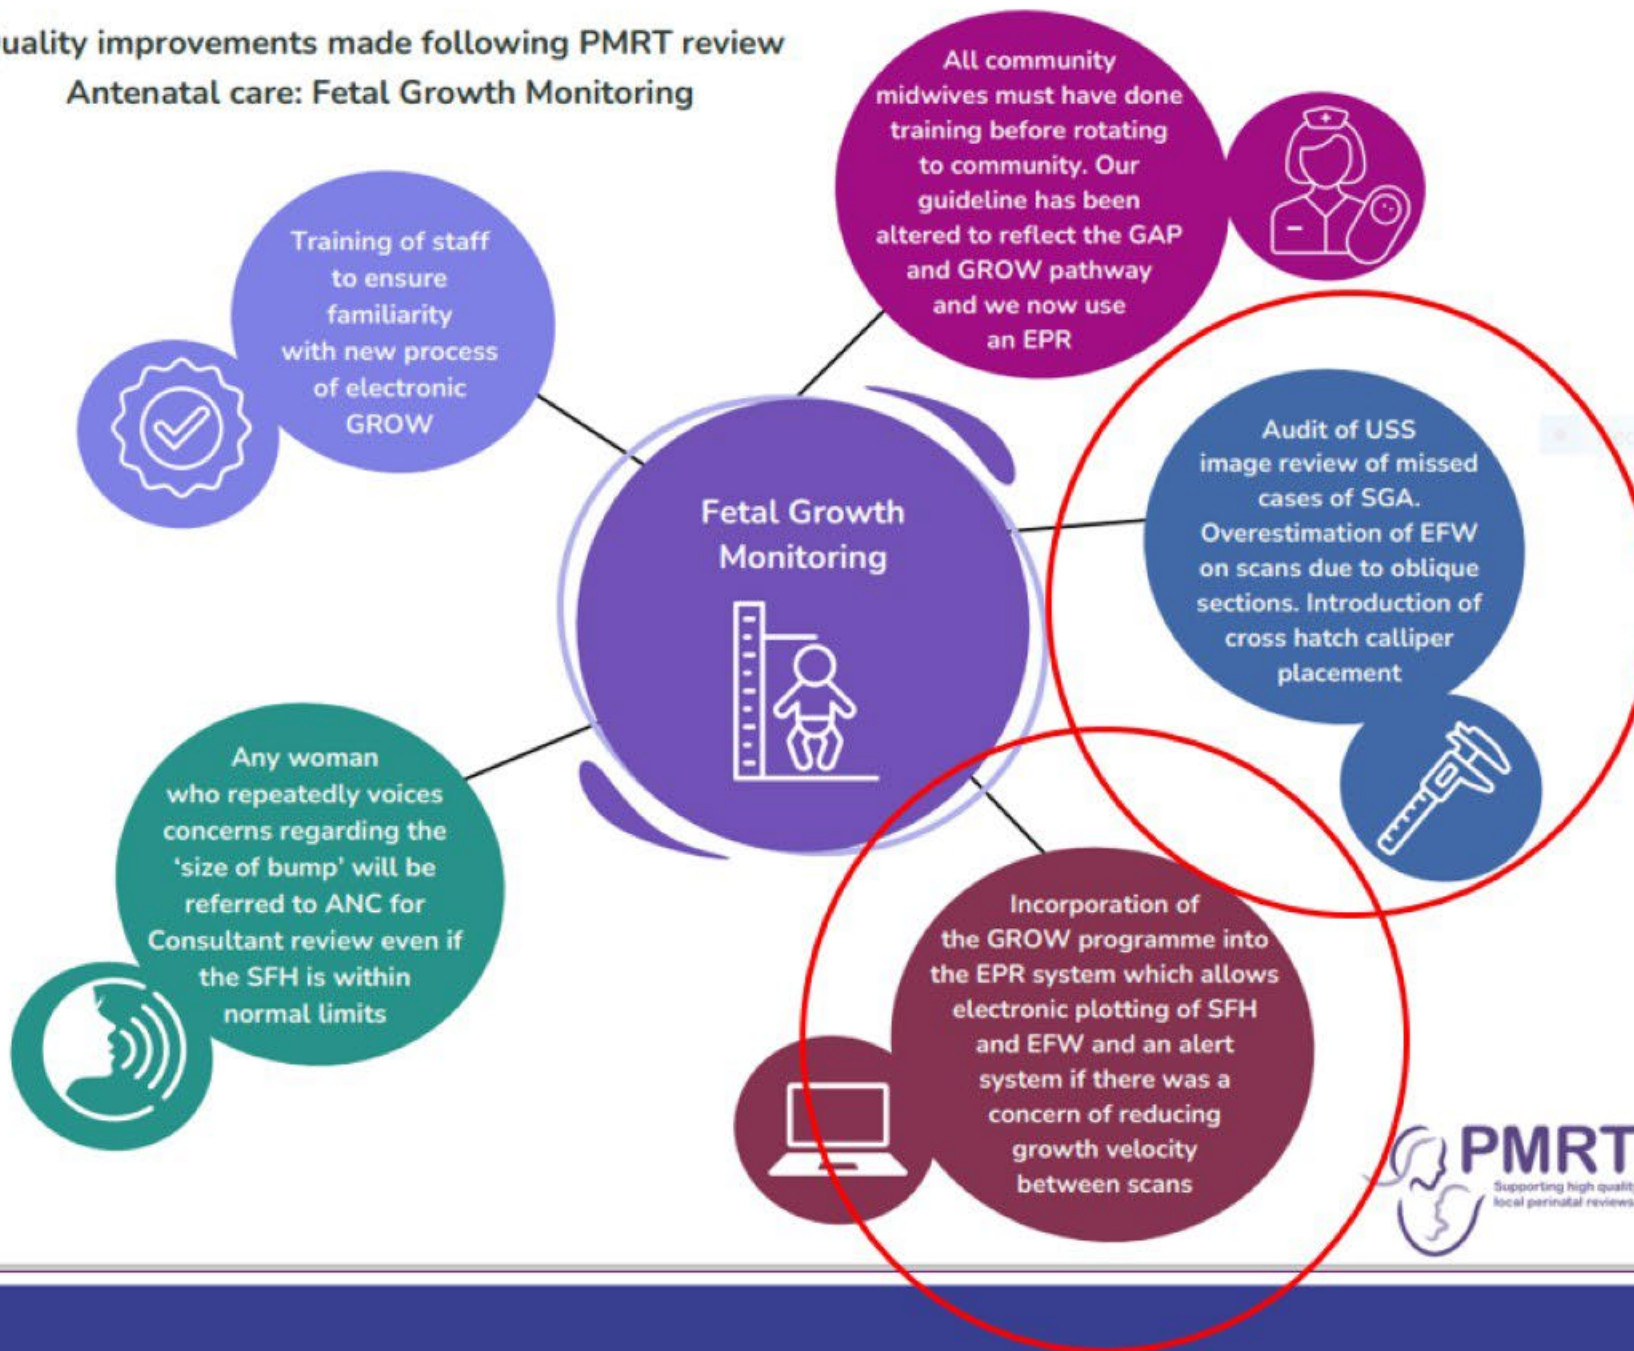 uality improvements made following PMRT review
Antenatal care: Fetal Growth Monitoring
All community
midwives must have done
training before rotating
to community. Our
guideline has been
altered to reflect the GAP
and GROW pathway
and we now use
an EPR
Training of staff
to ensure
familiarity
with new process
of electronic
GROW
Audit of USS
image review of missed
cases of SGA.
Overestimation of EFW
on scans due to oblique
sections. Introduction of
cross hatch calliper
placement
Fetal Growth
Monitoring
Any woman
who repeatedly voices
concerns regarding the
‘size of bump’ will be
referred to ANC for
Consultant review even if
the SFH is within
normal limits
Incorporation of
the GROW programme into
the EPR system which allows
electronic plotting of SFH
and EFW and an alert
system if there was a
concern of reducing
growth velocity
between scans
PMRT
Supporting high quality
local perinatal reviews